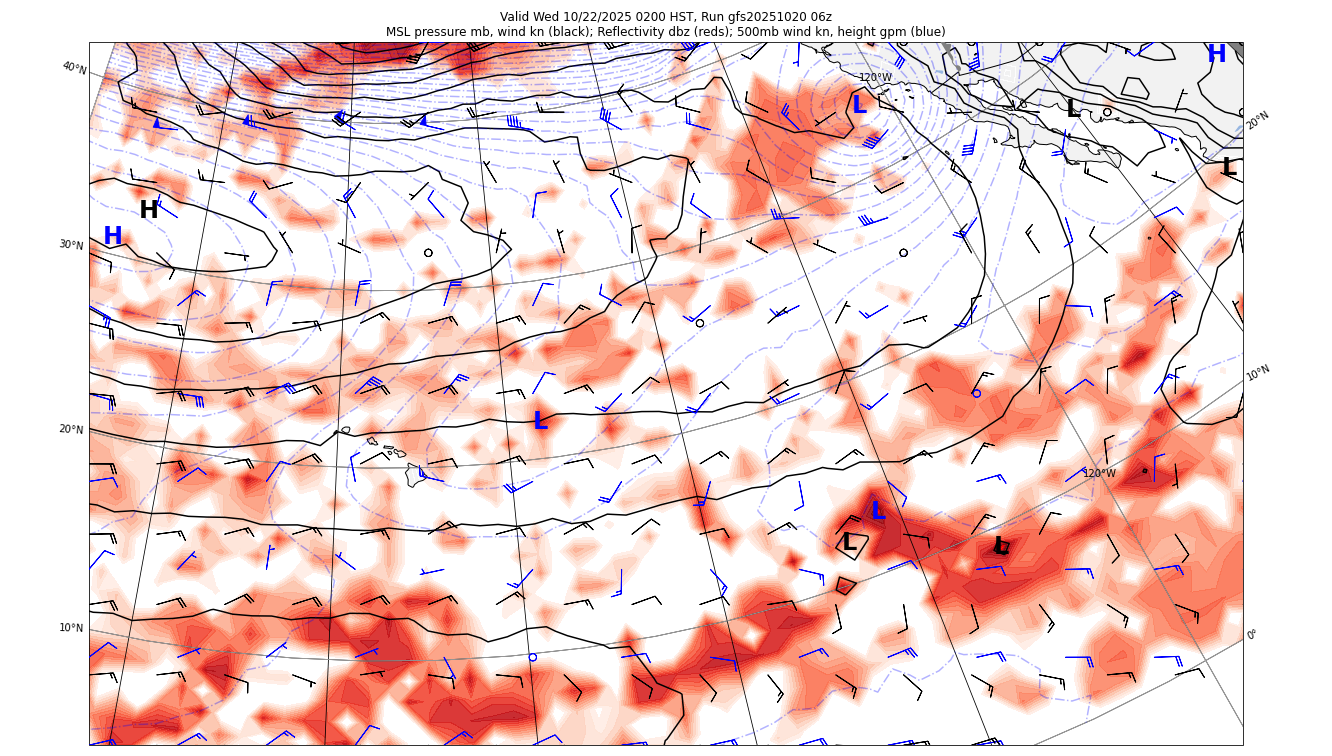 Valid Wed 10/22/2025 0200 HST, Run gfs20251020 06z
MSL pressure mb, wind kn (black); Reflectivity dbz (reds); 500mb wind kn, height gpm (blue)
H
40°N
120°W
L
L
20°N
L
H
H
30°N
10°N
20°N
L
120°W
L
L
L
10°N
0°